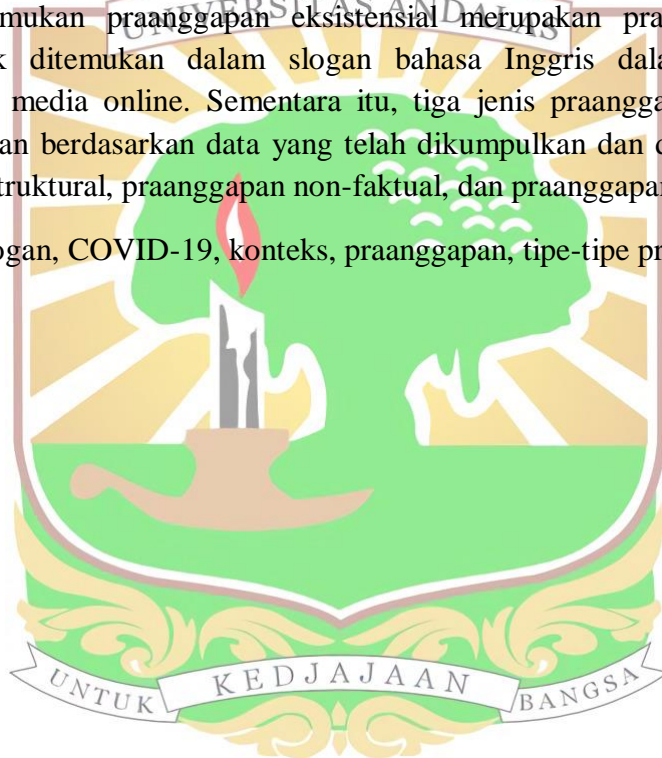 mukan praanggapan eksistensial merupakan pra
UNIVERSITAS ANDALAS
ditemukan dalam slogan bahasa Inggris dala
media online. Sementara itu, tiga jenis praangga
an berdasarkan data yang telah dikumpulkan dan
truktural, praanggapan non-faktual, dan praanggapan
ogan, COVID-19, konteks, praanggapan, tipe-tipe pr
UNTUK KEDJAJAAN BANGSA